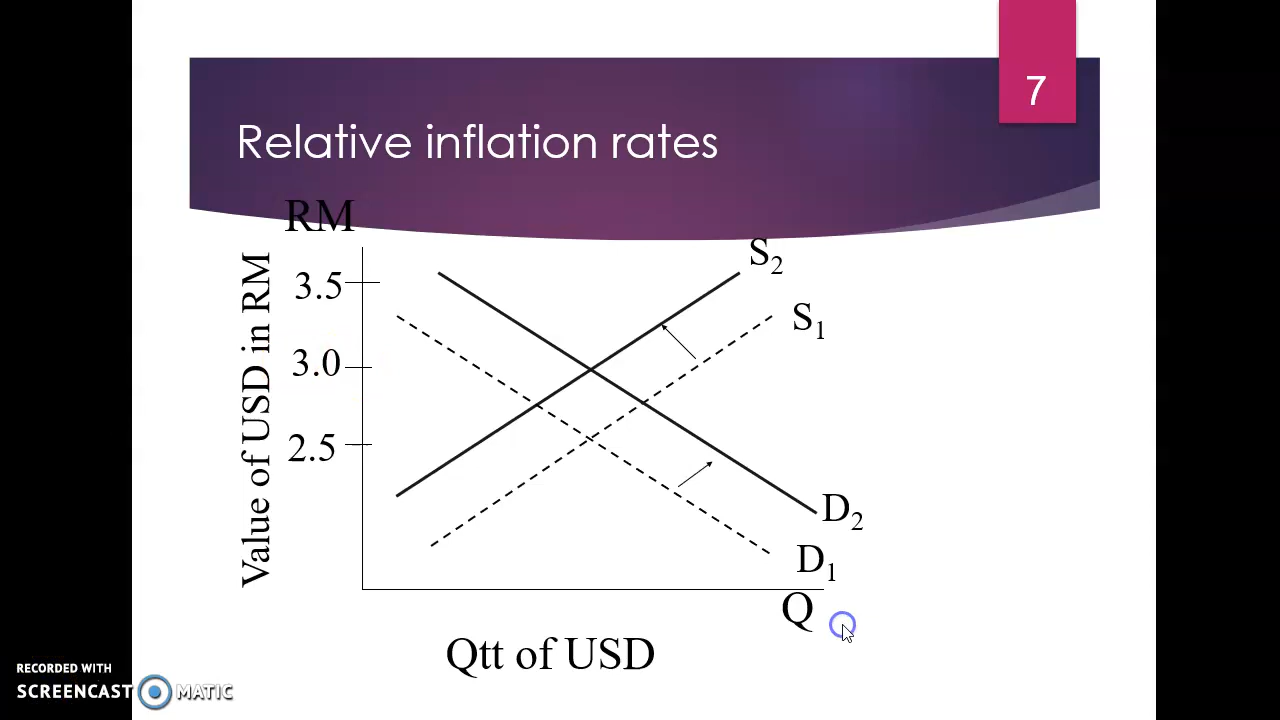 7
Relative inflation rates
RM
Value of USD in RM
3.5
3.0
2.5
S2
S1
D2
D1
Q
Qtt of USD
RECORDED WITH
SCREENCAST MATIC